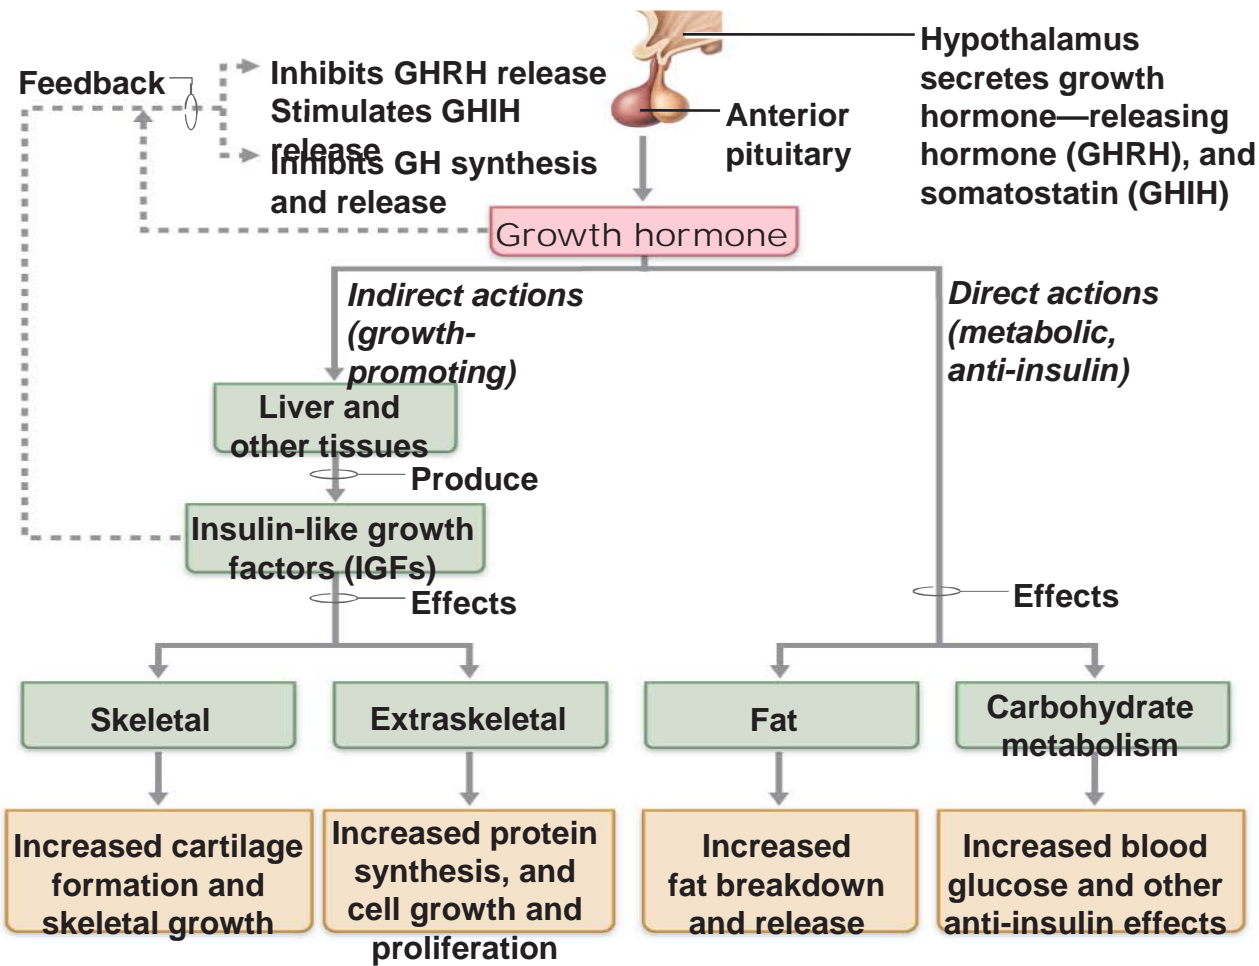 Feedback
Inhibits GHRH release
Stimulates GHIH
release
Inhibits GH synthesis
and release
Anterior
pituitary
Hypothalamus
secretes growth
hormone—releasing
hormone (GHRH), and
somatostatin (GHIH)
Growth hormone
Indirect actions
(growth-
promoting)
Direct actions
(metabolic,
anti-insulin)
Liver and
other tissues
Produce
Insulin-like growth
factors (IGFs)
Effects
Effects
Skeletal
Extraskeletal
Fat
Carbohydrate
metabolism
Increased cartilage
formation and
skeletal growth
Increased protein
synthesis, and
cell growth and
proliferation
Increased
fat breakdown
and release
Increased blood
glucose and other
anti-insulin effects